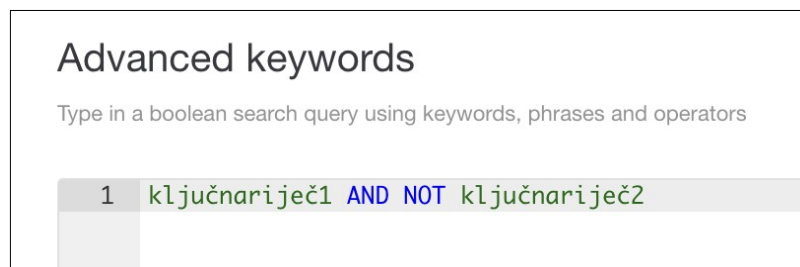 Advanced keywords
Type in a boolean search query using keywords, phrases and operators
1 ključnariječ1 AND NOT ključnariječ2